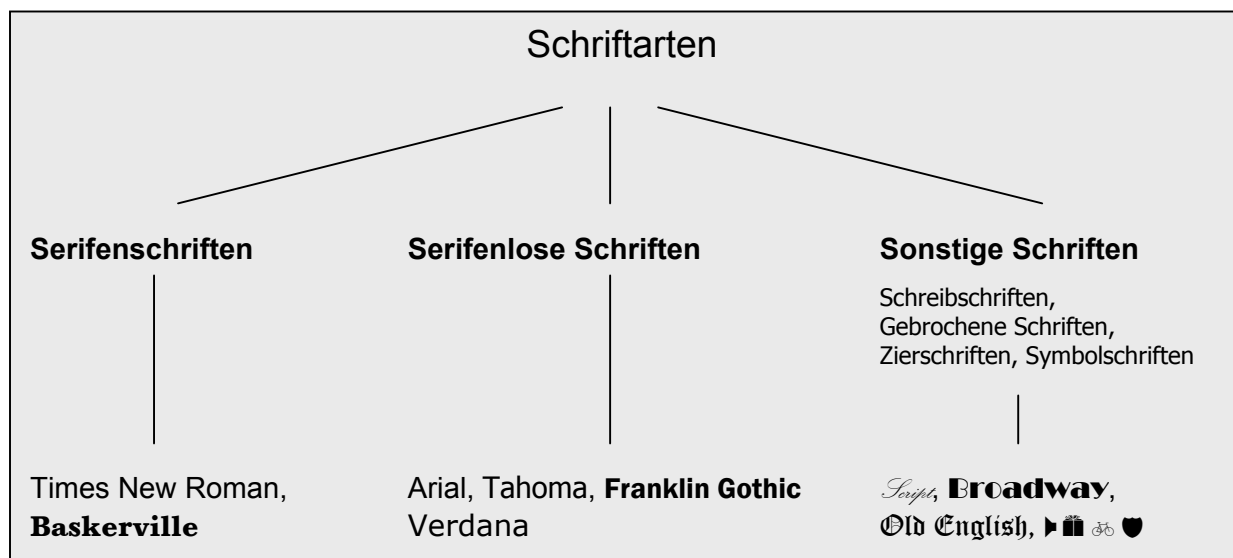 Schriftarten
Serifenschriften
Serifenlose Schriften
Sonstige Schriften
Schreibschriften,
Gebrochene Schriften,
Zierschriften, Symbolschriften
Times New Roman,
Baskerville
Arial, Tahoma, Franklin Gothic
Verdana
Script, Broadway,
Old English,